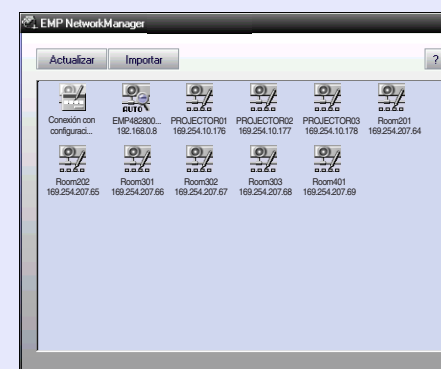 EMP NetworkManager
Actualizar Importar ?
Conexión con configuraci...
EMP482800... 192.168.0.8
PROJECTOR01 169.254.10.176
PROJECTOR02 169.254.10.177
PROJECTOR03 169.254.10.178
Room201 169.254.207.64
Room202 169.254.207.65
Room301 169.254.207.66
Room302 169.254.207.67
Room303 169.254.207.68
Room401 169.254.207.69
AUTO